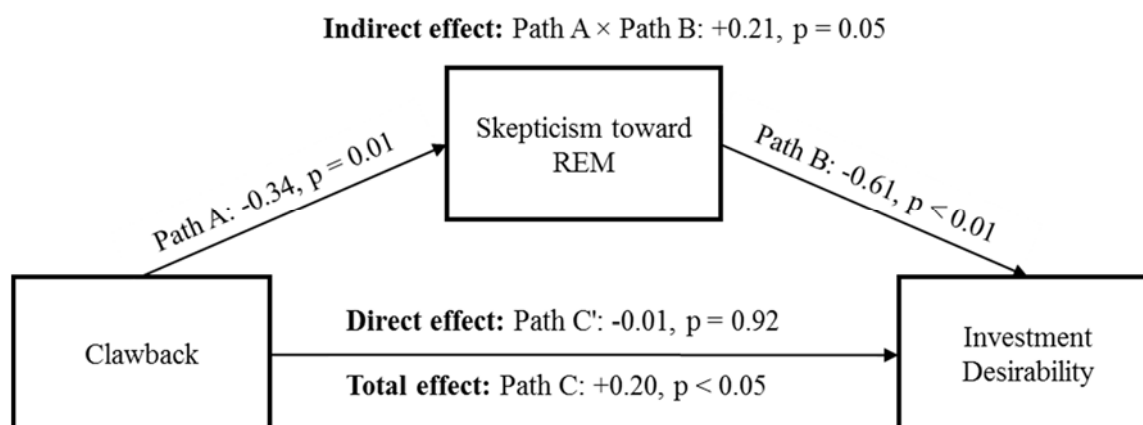 Indirect effect: Path A × Path B: +0.21, p = 0.05
Skepticism toward
REM
Path A: -0.34, p = 0.01
Path B: -0.61, p < 0.01
Clawback
Direct effect: Path C': -0.01, p = 0.92
Total effect: Path C: +0.20, p < 0.05
Investment
Desirability